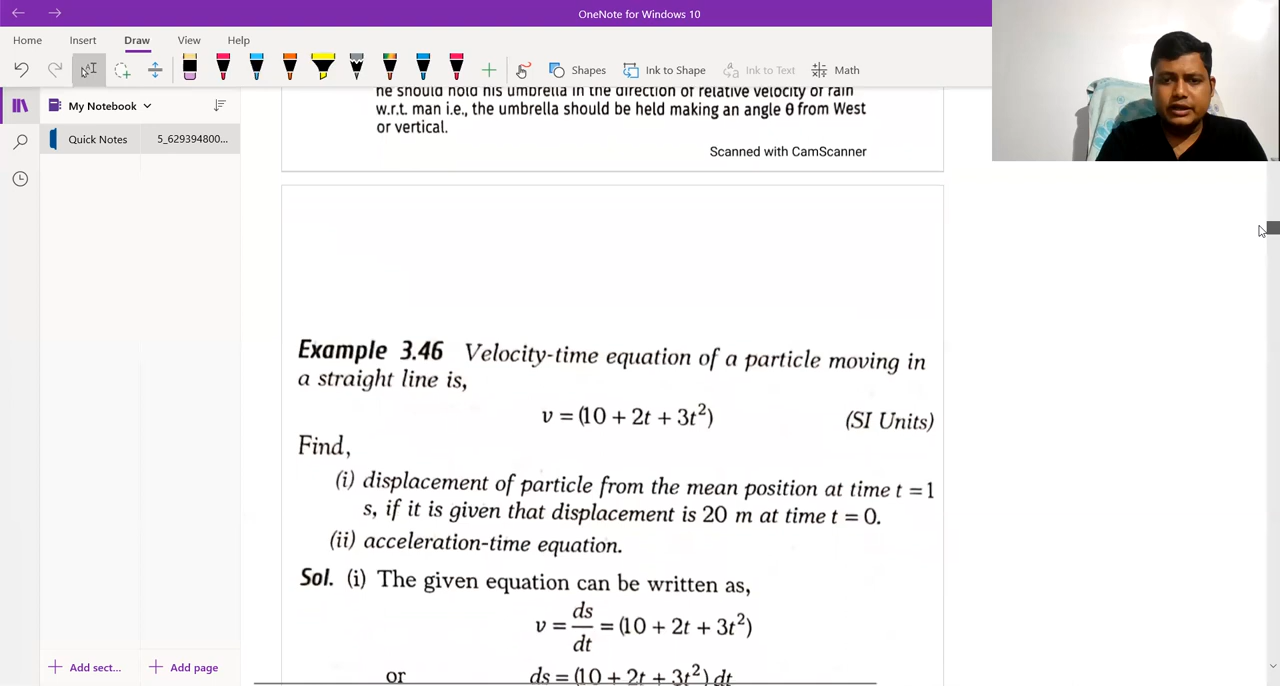 OneNote for Windows 10
Home Insert Draw View Help
Shapes Ink to Shape Ink to Text Math
My Notebook
Quick Notes 5_629394800...
he should hold his umbrella in the direction of relative velocity of rain
w.r.t. man i.e., the umbrella should be held making an angle θ from West
or vertical.
Scanned with CamScanner
Example 3.46 Velocity-time equation of a particle moving in
a straight line is,
v = (10 + 2t + 3t²) (SI Units)
Find,
(i) displacement of particle from the mean position at time t = 1
s, if it is given that displacement is 20 m at time t = 0.
(ii) acceleration-time equation.
Sol. (i) The given equation can be written as,
v = ds/dt = (10 + 2t + 3t²)
or ds = (10 + 2t + 3t²) dt
Add sect... Add page